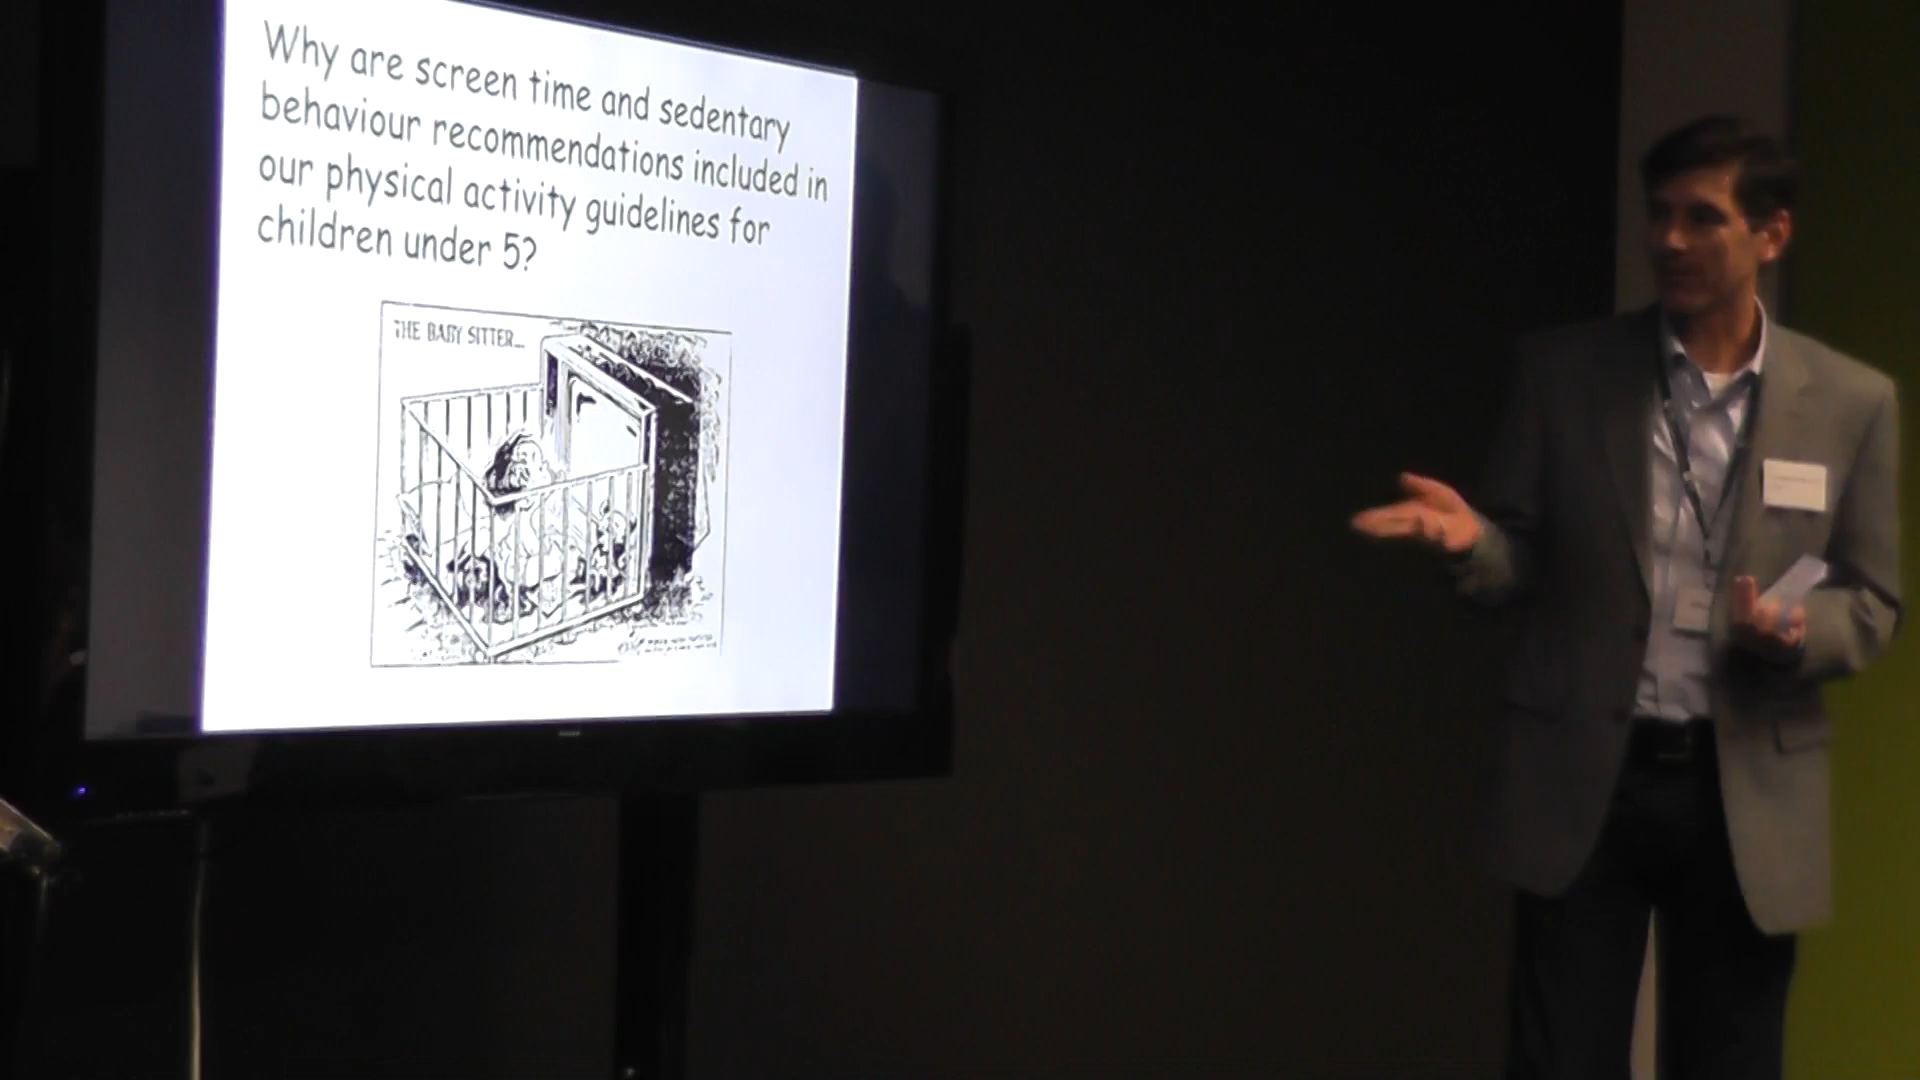 Why are screen time and sedentary
behaviour recommendations included in
our physical activity guidelines for
children under 5?
THE BABY SITTER...